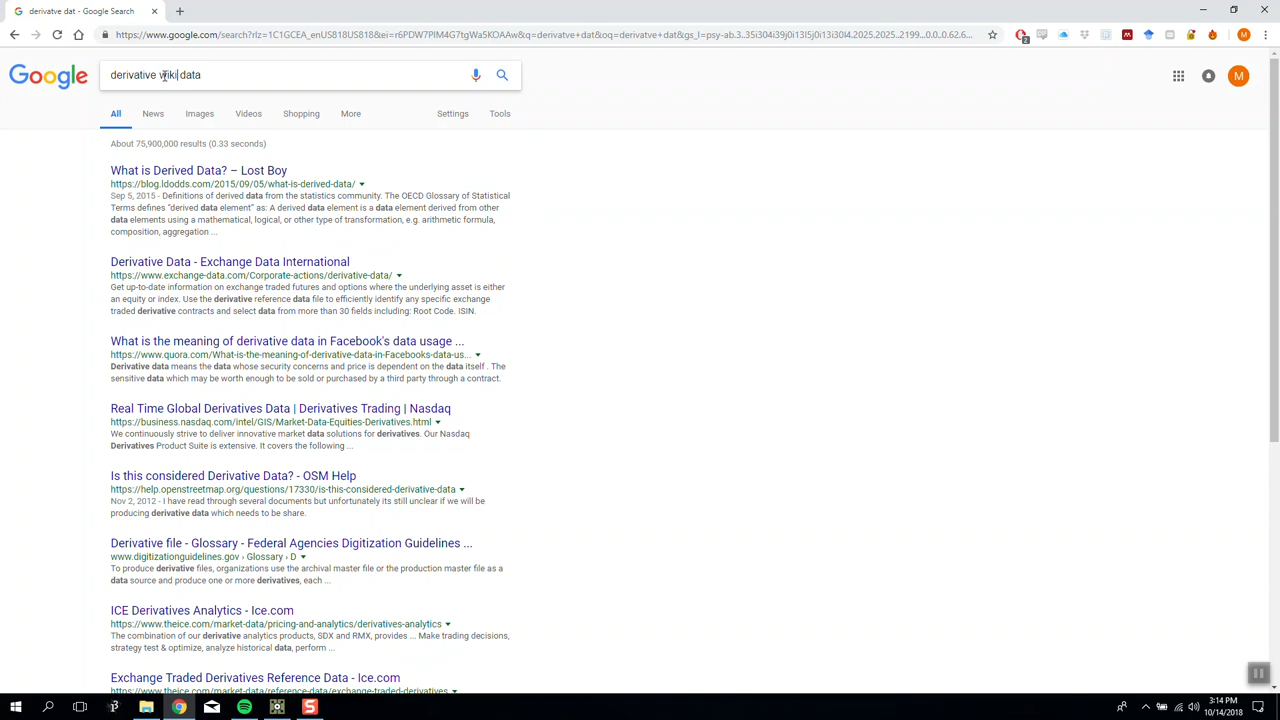 derivatve dat - Google Search
https://www.google.com/search?rlz=1C1GCEA_enUS818US818&ei=r6PDW7PIM4G7tgWa5KOAAw&q=derivatve+dat&oq=derivatve+dat&gs_l=psy-ab.3..35i304i39j0i13l5j0i13i30l4.2025.2025..2199...0.0..0.62.6...
2
M
Google
derivative wiki data
M
All News Images Videos Shopping More Settings Tools
About 75,900,000 results (0.33 seconds)
What is Derived Data? – Lost Boy
https://blog.ldodds.com/2015/09/05/what-is-derived-data/
Sep 5, 2015 - Definitions of derived data from the statistics community. The OECD Glossary of Statistical
Terms defines "derived data element" as: A derived data element is a data element derived from other
data elements using a mathematical, logical, or other type of transformation, e.g. arithmetic formula,
composition, aggregation ...
Derivative Data - Exchange Data International
https://www.exchange-data.com/Corporate-actions/derivative-data/
Get up-to-date information on exchange traded futures and options where the underlying asset is either
an equity or index. Use the derivative reference data file to efficiently identify any specific exchange
traded derivative contracts and select data from more than 30 fields including: Root Code. ISIN.
What is the meaning of derivative data in Facebook's data usage ...
https://www.quora.com/What-is-the-meaning-of-derivative-data-in-Facebooks-data-us...
Derivative data means the data whose security concerns and price is dependent on the data itself . The
sensitive data which may be worth enough to be sold or purchased by a third party through a contract.
Real Time Global Derivatives Data | Derivatives Trading | Nasdaq
https://business.nasdaq.com/intel/GIS/Market-Data-Equities-Derivatives.html
We continuously strive to deliver innovative market data solutions for derivatives. Our Nasdaq
Derivatives Product Suite is extensive. It covers the following ...
Is this considered Derivative Data? - OSM Help
https://help.openstreetmap.org/questions/17330/is-this-considered-derivative-data
Nov 2, 2012 - I have read through several documents but unfortunately its still unclear if we will be
producing derivative data which needs to be share.
Derivative file - Glossary - Federal Agencies Digitization Guidelines ...
www.digitizationguidelines.gov › Glossary › D
To produce derivative files, organizations use the archival master file or the production master file as a
data source and produce one or more derivatives, each ...
ICE Derivatives Analytics - Ice.com
https://www.theice.com/market-data/pricing-and-analytics/derivatives-analytics
The combination of our derivative analytics products, SDX and RMX, provides ... Make trading decisions,
strategy test & optimize, analyze historical data, perform ...
Exchange Traded Derivatives Reference Data - Ice.com
https://www.theice.com/market-data/reference-data/exchange-traded-derivatives
3:14 PM
10/14/2018